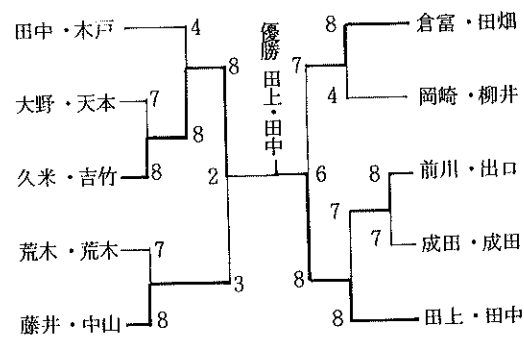 田中・木戸 4
8
大野・天本 7
8
久米・吉竹 8
2
荒木・荒木 7
3
藤井・中山 8
優勝 田上・田中
8 倉富・田畑
7
4 岡崎・柳井
6
8 前川・出口
7
7 成田・成田
8
8 田上・田中